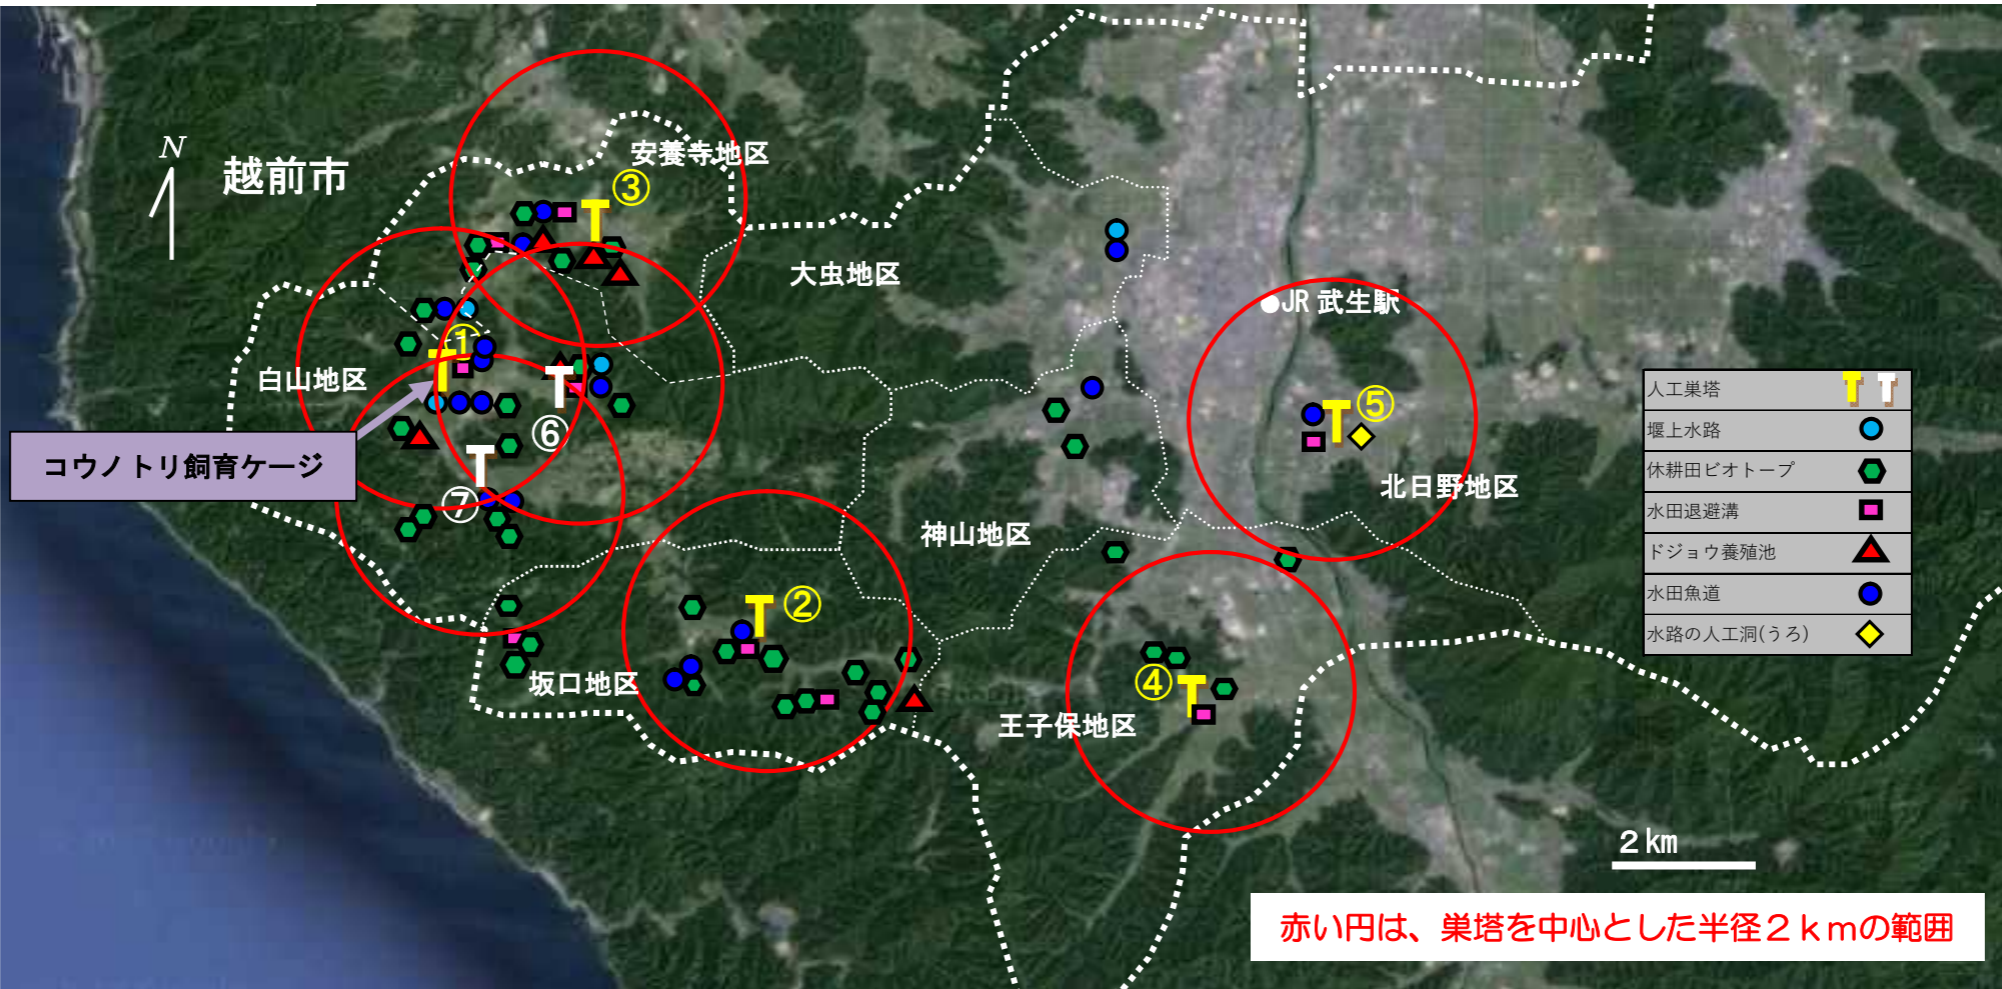 N
越前市
安養寺地区
③
大虫地区
●JR 武生駅
①
白山地区
⑥
⑤
コウノトリ飼育ケージ
⑦
北日野地区
神山地区
②
坂口地区
④
王子保地区
人工巣塔
堰上水路
休耕田ビオトープ
水田退避溝
ドジョウ養殖池
水田魚道
水路の人工洞(うろ)
2km
赤い円は、巣塔を中心とした半径2kmの範囲